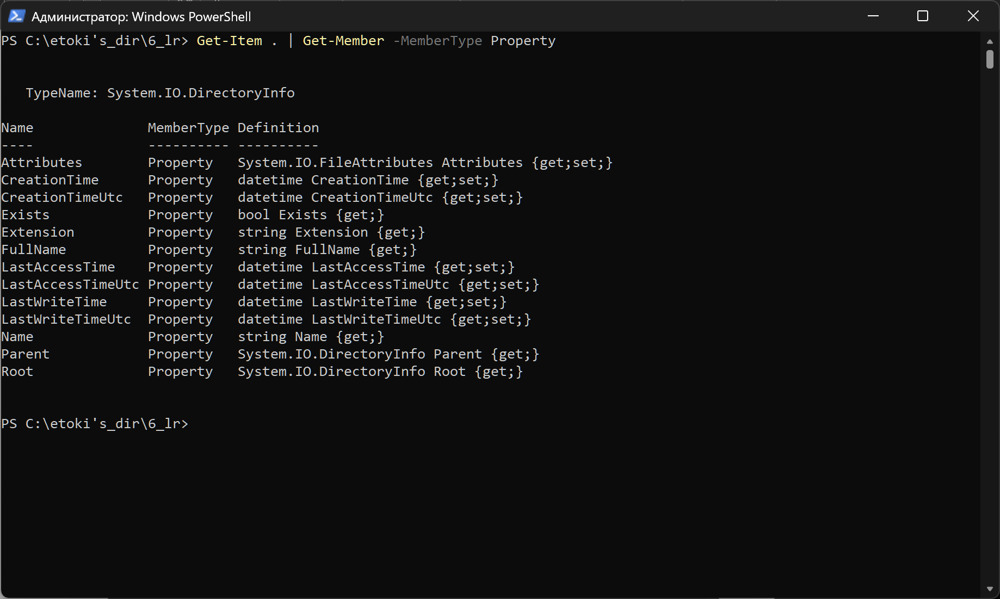 Администратор: Windows PowerShell
PS C:\etoki's_dir\6_lr> Get-Item . | Get-Member -MemberType Property
TypeName: System.IO.DirectoryInfo
Name MemberType Definition
---- ---------- ----------
Attributes Property System.IO.FileAttributes Attributes {get;set;}
CreationTime Property datetime CreationTime {get;set;}
CreationTimeUtc Property datetime CreationTimeUtc {get;set;}
Exists Property bool Exists {get;}
Extension Property string Extension {get;}
FullName Property string FullName {get;}
LastAccessTime Property datetime LastAccessTime {get;set;}
LastAccessTimeUtc Property datetime LastAccessTimeUtc {get;set;}
LastWriteTime Property datetime LastWriteTime {get;set;}
LastWriteTimeUtc Property datetime LastWriteTimeUtc {get;set;}
Name Property string Name {get;}
Parent Property System.IO.DirectoryInfo Parent {get;}
Root Property System.IO.DirectoryInfo Root {get;}
PS C:\etoki's_dir\6_lr>